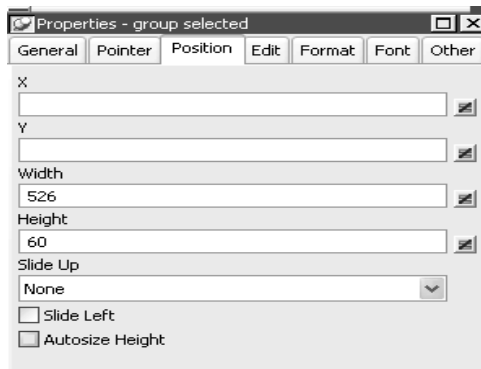 Properties - group selected
General Pointer Position Edit Format Font Other
X
Y
Width
526
Height
60
Slide Up
None
Slide Left
Autosize Height